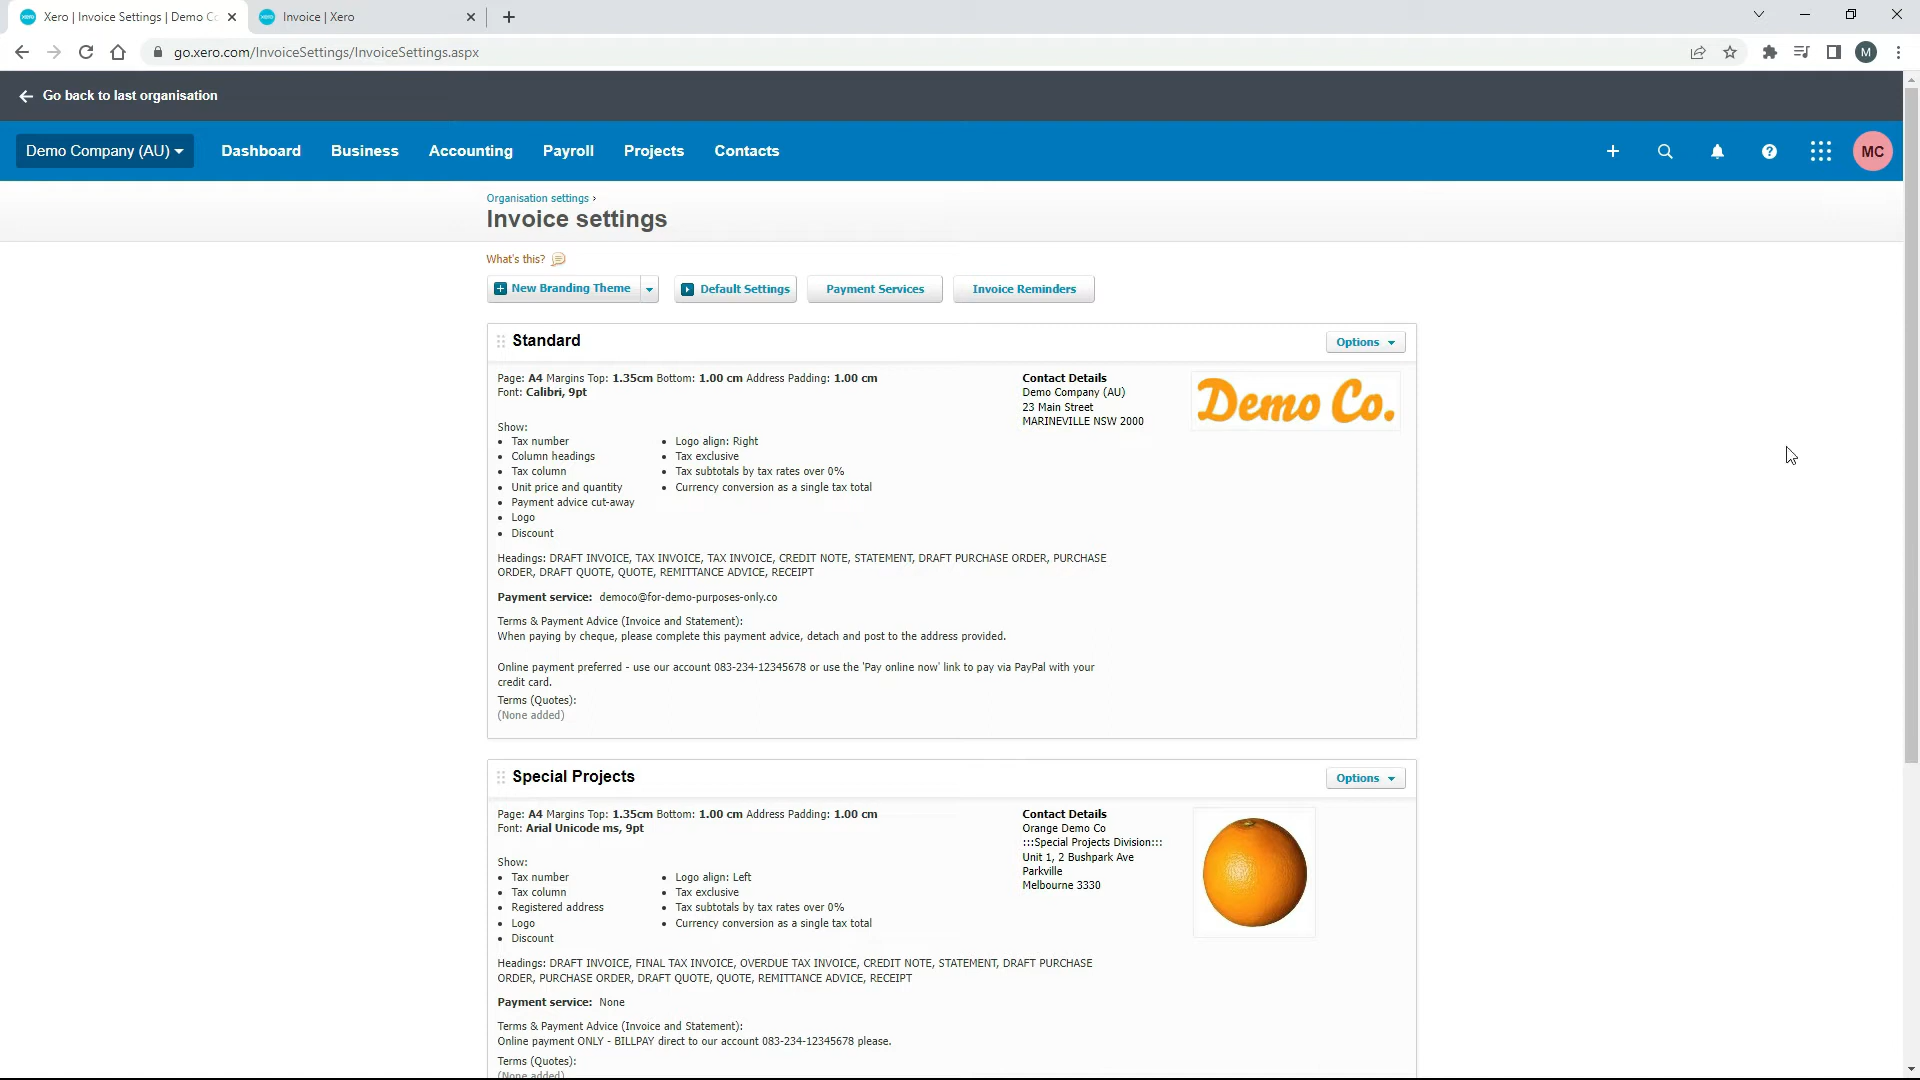 Xero | Invoice Settings | Demo Co
Invoice | Xero
go.xero.com/InvoiceSettings/InvoiceSettings.aspx
M
Go back to last organisation
Demo Company (AU)
Dashboard
Business
Accounting
Payroll
Projects
Contacts
MC
Organisation settings ›
Invoice settings
What's this?
New Branding Theme
Default Settings
Payment Services
Invoice Reminders
Standard
Options
Page: A4 Margins Top: 1.35cm Bottom: 1.00 cm Address Padding: 1.00 cm
Font: Calibri, 9pt
Show:
• Tax number
• Column headings
• Tax column
• Unit price and quantity
• Payment advice cut-away
• Logo
• Discount
• Logo align: Right
• Tax exclusive
• Tax subtotals by tax rates over 0%
• Currency conversion as a single tax total
Contact Details
Demo Company (AU)
23 Main Street
MARINEVILLE NSW 2000
Demo Co.
Headings: DRAFT INVOICE, TAX INVOICE, TAX INVOICE, CREDIT NOTE, STATEMENT, DRAFT PURCHASE ORDER, PURCHASE
ORDER, DRAFT QUOTE, QUOTE, REMITTANCE ADVICE, RECEIPT
Payment service: democo@for-demo-purposes-only.co
Terms & Payment Advice (Invoice and Statement):
When paying by cheque, please complete this payment advice, detach and post to the address provided.
Online payment preferred - use our account 083-234-12345678 or use the 'Pay online now' link to pay via PayPal with your
credit card.
Terms (Quotes):
(None added)
Special Projects
Options
Page: A4 Margins Top: 1.35cm Bottom: 1.00 cm Address Padding: 1.00 cm
Font: Arial Unicode ms, 9pt
Show:
• Tax number
• Tax column
• Registered address
• Logo
• Discount
• Logo align: Left
• Tax exclusive
• Tax subtotals by tax rates over 0%
• Currency conversion as a single tax total
Contact Details
Orange Demo Co
:::Special Projects Division:::
Unit 1, 2 Bushpark Ave
Parkville
Melbourne 3330
Headings: DRAFT INVOICE, FINAL TAX INVOICE, OVERDUE TAX INVOICE, CREDIT NOTE, STATEMENT, DRAFT PURCHASE
ORDER, PURCHASE ORDER, DRAFT QUOTE, QUOTE, REMITTANCE ADVICE, RECEIPT
Payment service: None
Terms & Payment Advice (Invoice and Statement):
Online payment ONLY - BILLPAY direct to our account 083-234-12345678 please.
Terms (Quotes):
(None added)